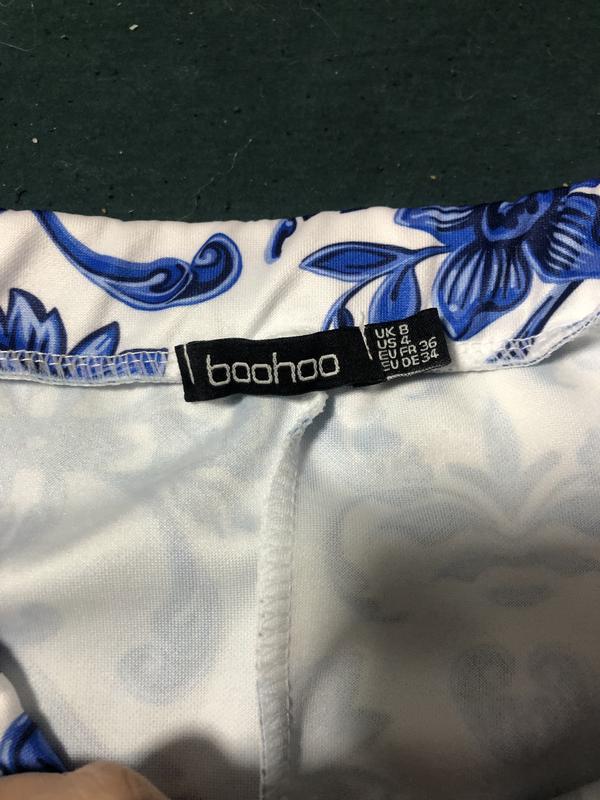 boohoo
UK 8
US 4
EU FR 36
EU DE 34